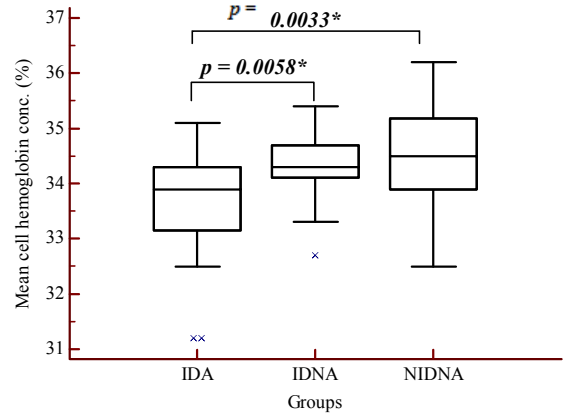 p =
0.0033*
p = 0.0058*
37
36
35
34
33
32
31
Mean cell hemoglobin conc. (%)
IDA IDNA NIDNA
Groups